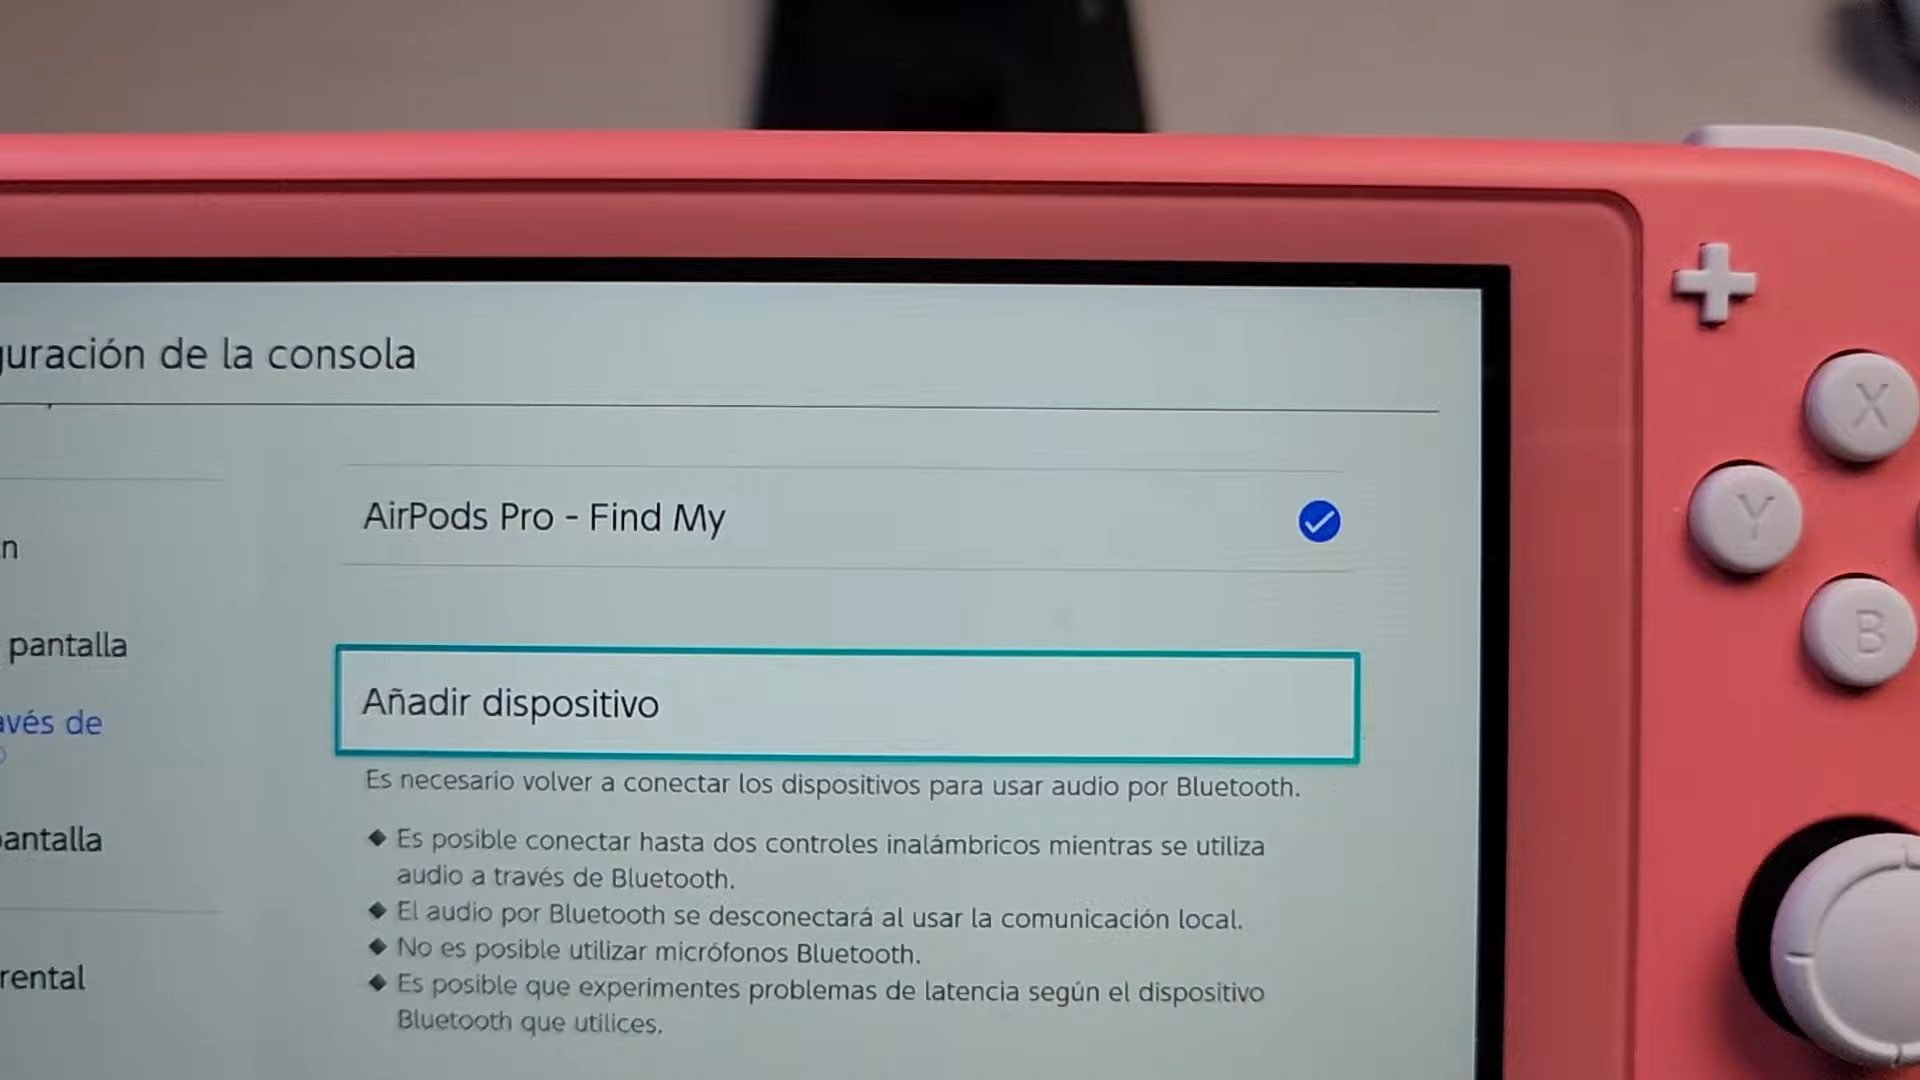 guración de la consola
AirPods Pro - Find My
n
pantalla
Añadir dispositivo
avés de
Es necesario volver a conectar los dispositivos para usar audio por Bluetooth.
pantalla
◆ Es posible conectar hasta dos controles inalámbricos mientras se utiliza
audio a través de Bluetooth.
◆ El audio por Bluetooth se desconectará al usar la comunicación local.
◆ No es posible utilizar micrófonos Bluetooth.
rental
◆ Es posible que experimentes problemas de latencia según el dispositivo
Bluetooth que utilices.
X
Y
B